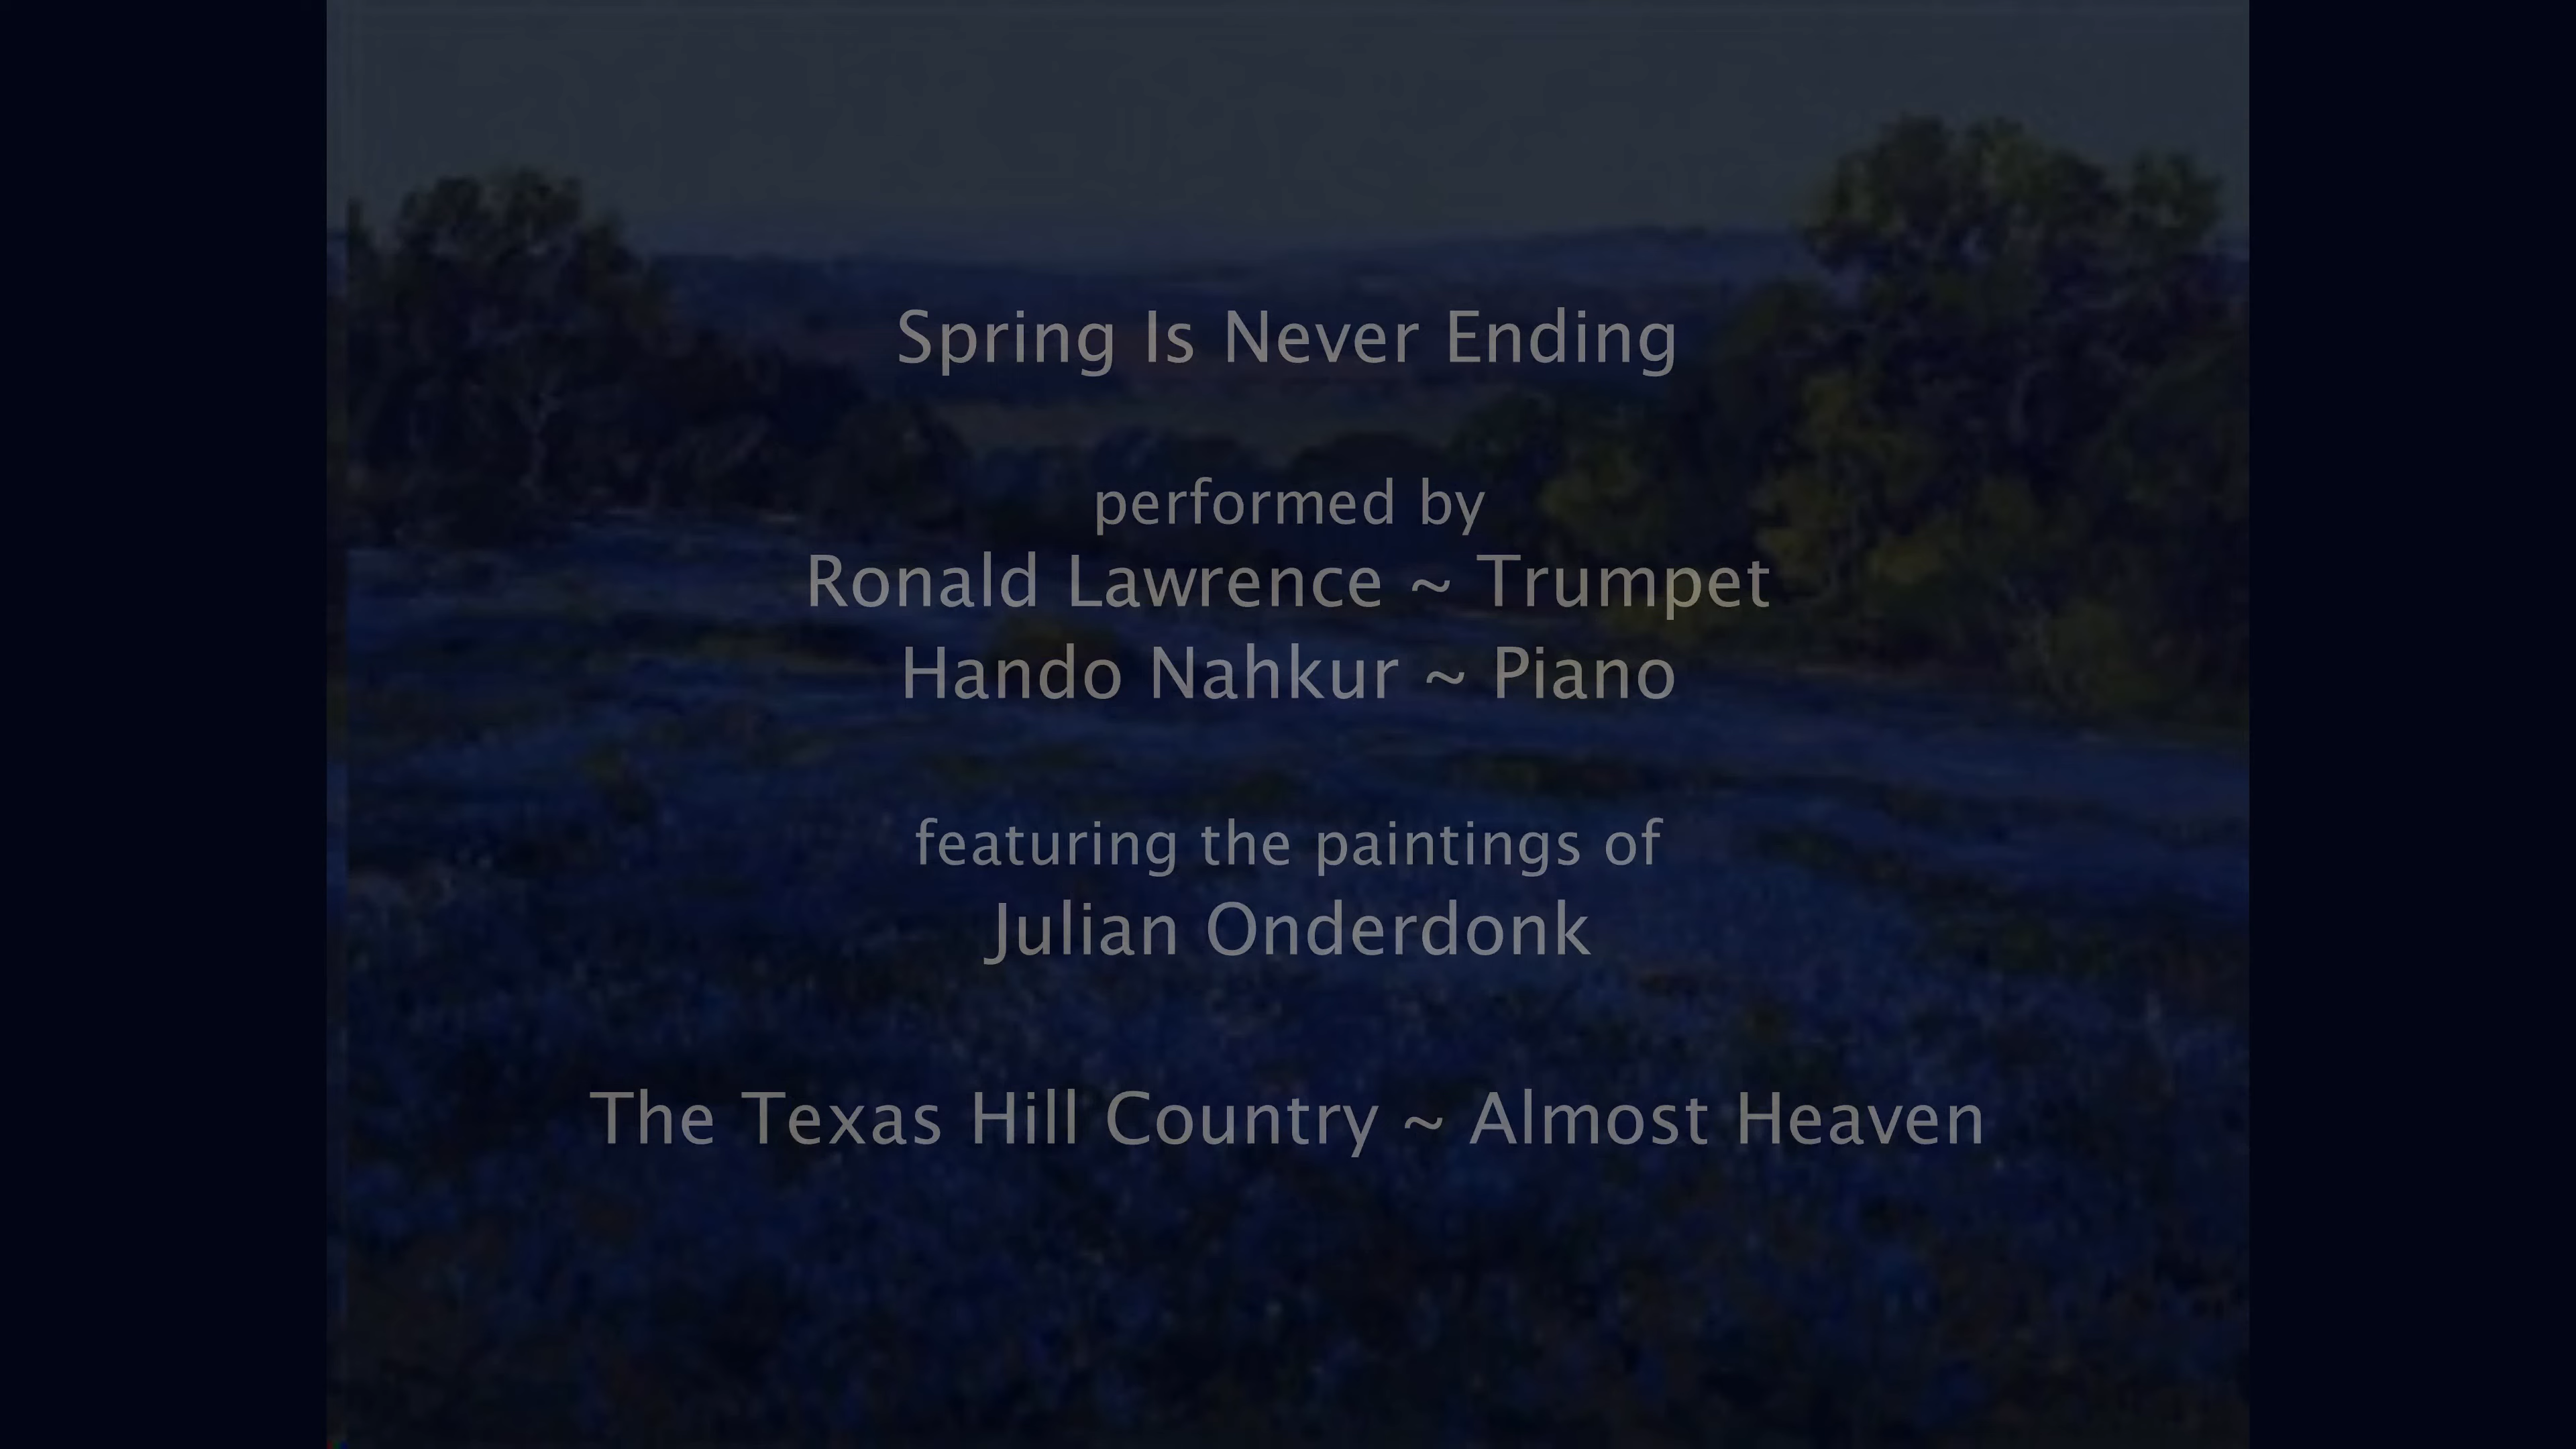 Spring Is Never Ending
performed by
Ronald Lawrence ~ Trumpet
Hando Nahkur ~ Piano
featuring the paintings of
Julian Onderdonk
The Texas Hill Country ~ Almost Heaven